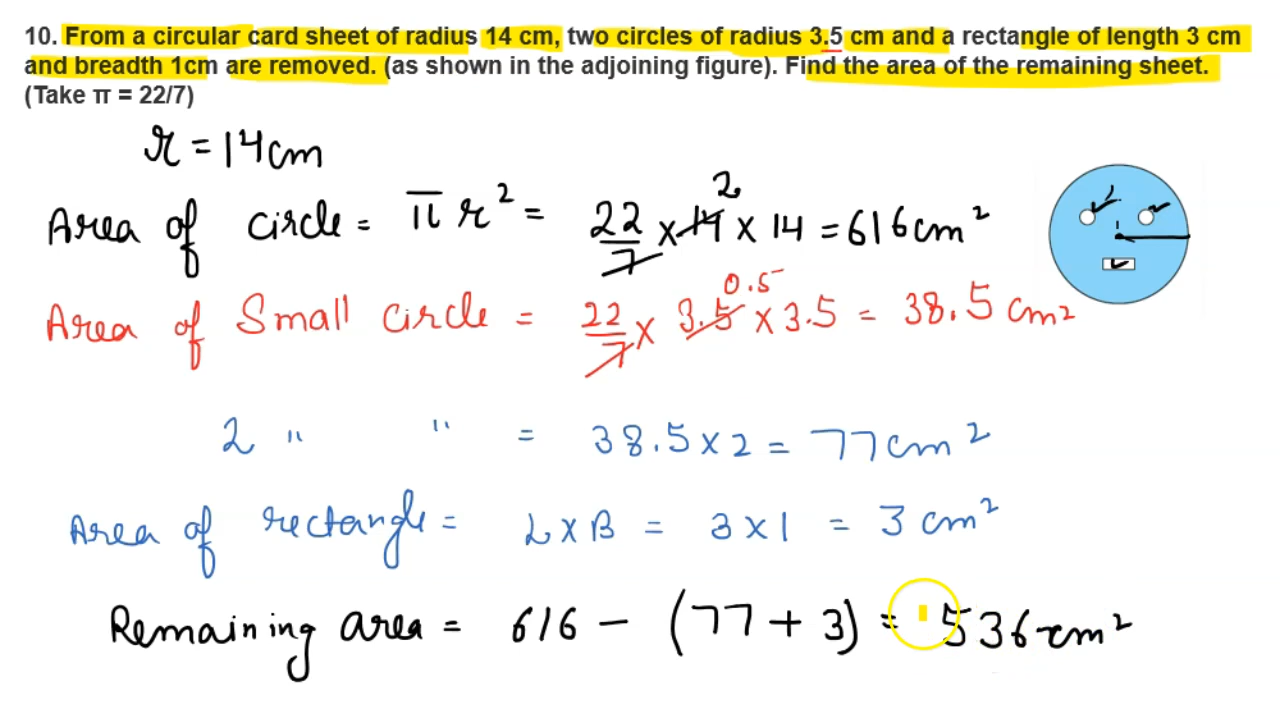 10. From a circular card sheet of radius 14 cm, two circles of radius 3.5 cm and a rectangle of length 3 cm
and breadth 1cm are removed. (as shown in the adjoining figure). Find the area of the remaining sheet.
(Take π = 22/7)
r = 14 cm
Area of circle = π r² = 22/7 × 14 2 × 14 = 616 cm²
Area of Small circle = 22/7 × 3.5 0.5 × 3.5 = 38.5 cm²
2 " " = 38.5 × 2 = 77 cm²
Area of rectangle = L × B = 3 × 1 = 3 cm²
Remaining area = 616 − (77 + 3) = 536 cm²